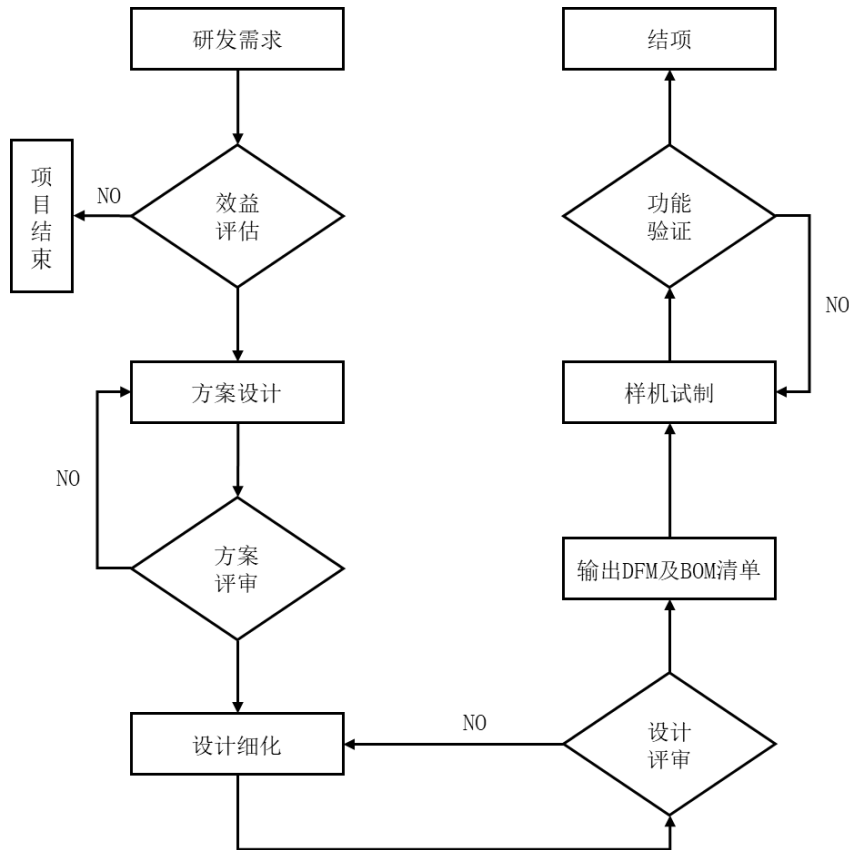 研发需求
项
目
结
束
NO
效益
评估
方案设计
NO
方案
评审
设计细化
NO
设计
评审
输出DFM及BOM清单
样机试制
NO
功能
验证
结项